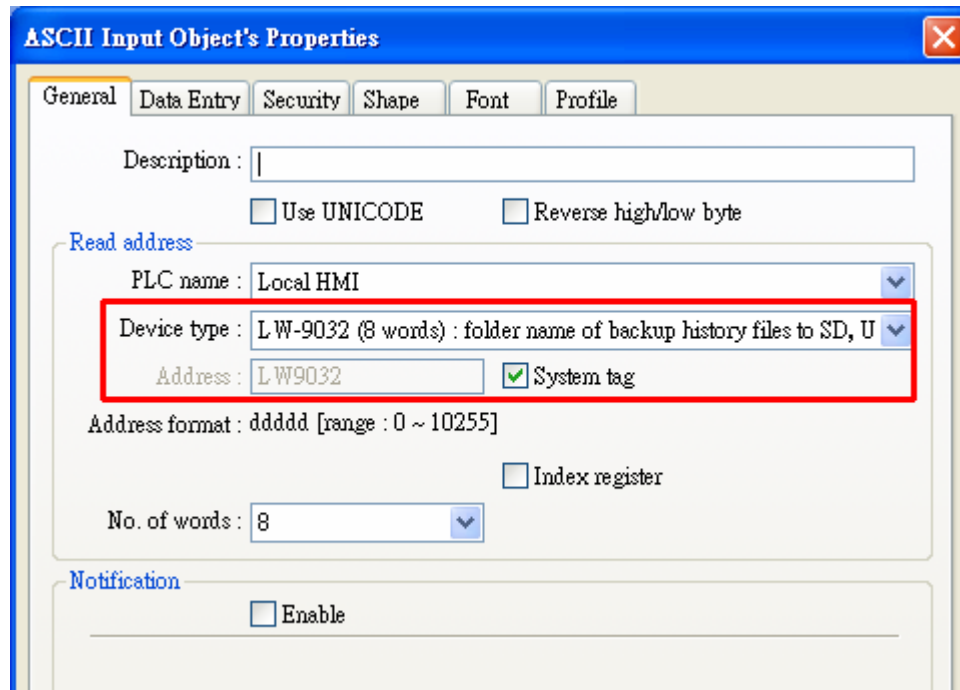 ASCII Input Object's Properties
General Data Entry Security Shape Font Profile
Description :
Use UNICODE Reverse high/low byte
Read address
PLC name : Local HMI
Device type : LW-9032 (8 words) : folder name of backup history files to SD, U
Address : LW9032 System tag
Address format : ddddd [range : 0 ~ 10255]
Index register
No. of words : 8
Notification
Enable